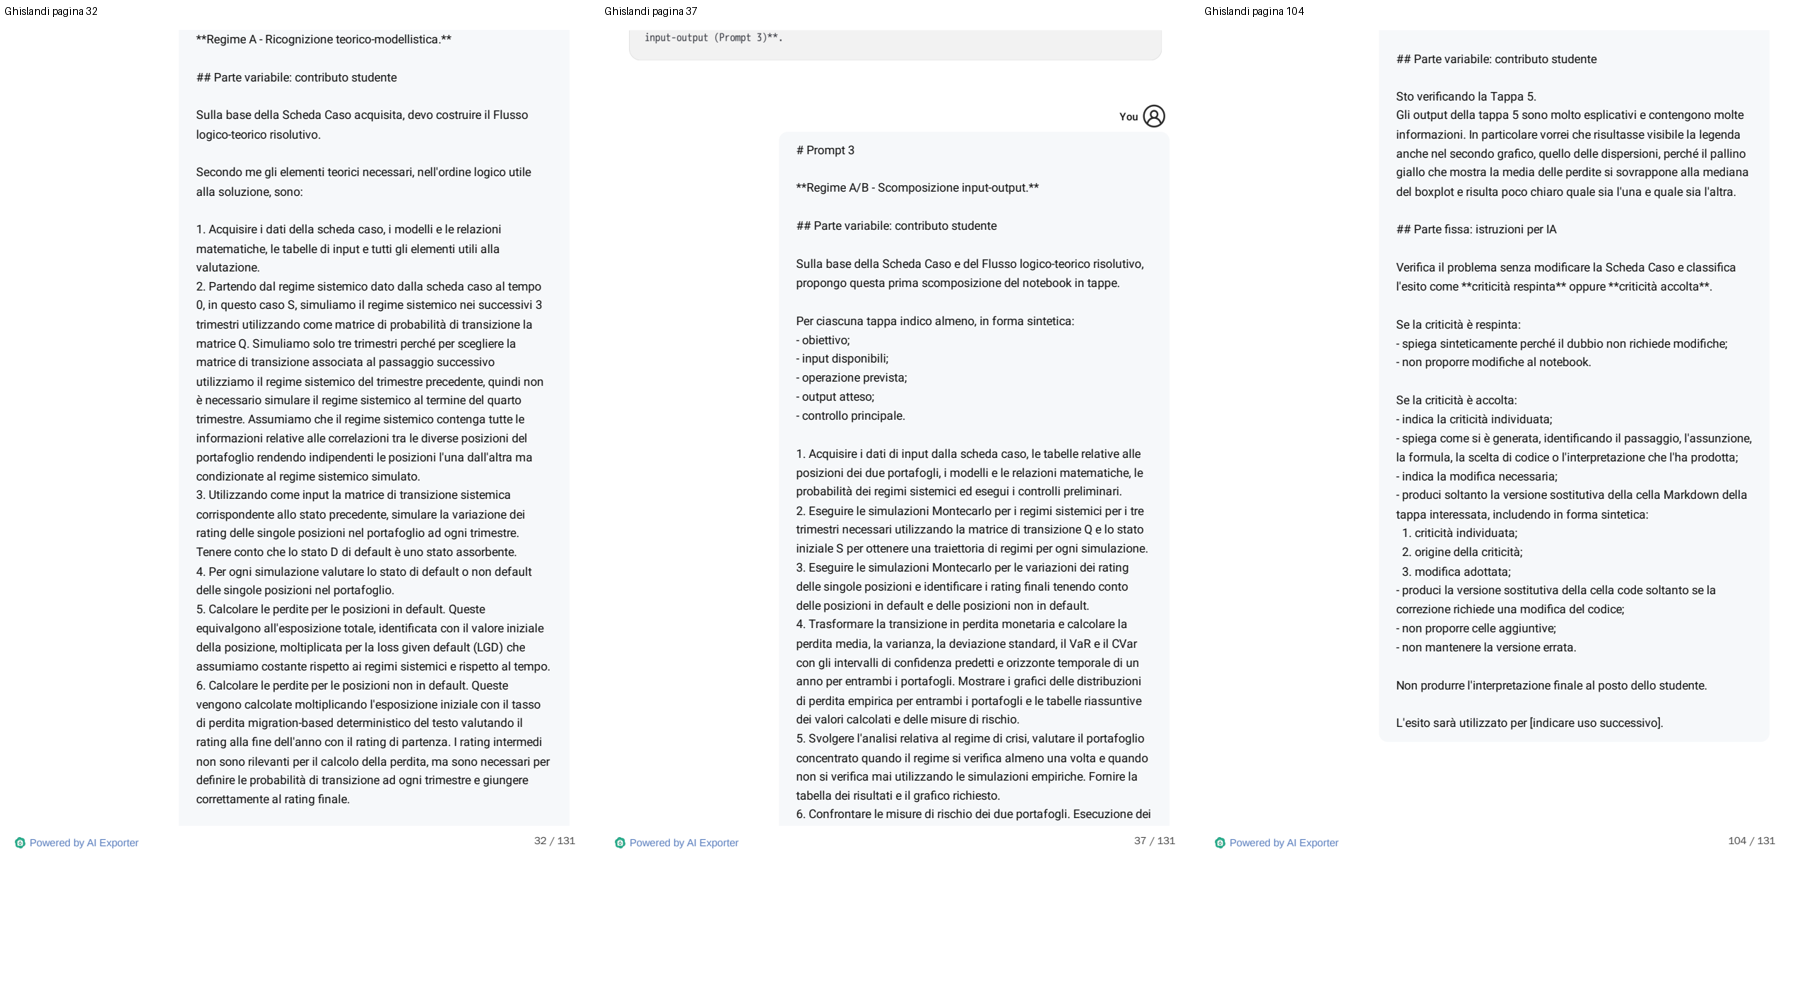 Ghislandi pagina 32
**Regime A - Ricognizione teorico-modellistica.**
## Parte variabile: contributo studente
Sulla base della Scheda Caso acquisita, devo costruire il Flusso
logico-teorico risolutivo.
Secondo me gli elementi teorici necessari, nell'ordine logico utile
alla soluzione, sono:
1. Acquisire i dati della scheda caso, i modelli e le relazioni
matematiche, le tabelle di input e tutti gli elementi utili alla
valutazione.
2. Partendo dal regime sistemico dato dalla scheda caso al tempo
0, in questo caso S, simuliamo il regime sistemico nei successivi 3
trimestri utilizzando come matrice di probabilità di transizione la
matrice Q. Simuliamo solo tre trimestri perché per scegliere la
matrice di transizione associata al passaggio successivo
utilizziamo il regime sistemico del trimestre precedente, quindi non
è necessario simulare il regime sistemico al termine del quarto
trimestre. Assumiamo che il regime sistemico contenga tutte le
informazioni relative alle correlazioni tra le diverse posizioni del
portafoglio rendendo indipendenti le posizioni l'una dall'altra ma
condizionate al regime sistemico simulato.
3. Utilizzando come input la matrice di transizione sistemica
corrispondente allo stato precedente, simulare la variazione dei
rating delle singole posizioni nel portafoglio ad ogni trimestre.
Tenere conto che lo stato D di default è uno stato assorbente.
4. Per ogni simulazione valutare lo stato di default o non default
delle singole posizioni nel portafoglio.
5. Calcolare le perdite per le posizioni in default. Queste
equivalgono all'esposizione totale, identificata con il valore iniziale
della posizione, moltiplicata per la loss given default (LGD) che
assumiamo costante rispetto ai regimi sistemici e rispetto al tempo.
6. Calcolare le perdite per le posizioni non in default. Queste
vengono calcolate moltiplicando l'esposizione iniziale con il tasso
di perdita migration-based deterministico del testo valutando il
rating alla fine dell'anno con il rating di partenza. I rating intermedi
non sono rilevanti per il calcolo della perdita, ma sono necessari per
definire le probabilità di transizione ad ogni trimestre e giungere
correttamente al rating finale.
Powered by AI Exporter
32 / 131
Ghislandi pagina 37
input-output (Prompt 3)**.
You
# Prompt 3
**Regime A/B - Scomposizione input-output.**
## Parte variabile: contributo studente
Sulla base della Scheda Caso e del Flusso logico-teorico risolutivo,
propongo questa prima scomposizione del notebook in tappe.
Per ciascuna tappa indico almeno, in forma sintetica:
- obiettivo;
- input disponibili;
- operazione prevista;
- output atteso;
- controllo principale.
1. Acquisire i dati di input dalla scheda caso, le tabelle relative alle
posizioni dei due portafogli, i modelli e le relazioni matematiche, le
probabilità dei regimi sistemici ed esegui i controlli preliminari.
2. Eseguire le simulazioni Montecarlo per i regimi sistemici per i tre
trimestri necessari utilizzando la matrice di transizione Q e lo stato
iniziale S per ottenere una traiettoria di regimi per ogni simulazione.
3. Eseguire le simulazioni Montecarlo per le variazioni dei rating
delle singole posizioni e identificare i rating finali tenendo conto
delle posizioni in default e delle posizioni non in default.
4. Trasformare la transizione in perdita monetaria e calcolare la
perdita media, la varianza, la deviazione standard, il VaR e il CVar
con gli intervalli di confidenza predetti e orizzonte temporale di un
anno per entrambi i portafogli. Mostrare i grafici delle distribuzioni
di perdita empirica per entrambi i portafogli e le tabelle riassuntive
dei valori calcolati e delle misure di rischio.
5. Svolgere l'analisi relativa al regime di crisi, valutare il portafoglio
concentrato quando il regime si verifica almeno una volta e quando
non si verifica mai utilizzando le simulazioni empiriche. Fornire la
tabella dei risultati e il grafico richiesto.
6. Confrontare le misure di rischio dei due portafogli. Esecuzione dei
Powered by AI Exporter
37 / 131
Ghislandi pagina 104
## Parte variabile: contributo studente
Sto verificando la Tappa 5.
Gli output della tappa 5 sono molto esplicativi e contengono molte
informazioni. In particolare vorrei che risultasse visibile la legenda
anche nel secondo grafico, quello delle dispersioni, perché il pallino
giallo che mostra la media delle perdite si sovrappone alla mediana
del boxplot e risulta poco chiaro quale sia l'una e quale sia l'altra.
## Parte fissa: istruzioni per IA
Verifica il problema senza modificare la Scheda Caso e classifica
l'esito come **criticità respinta** oppure **criticità accolta**.
Se la criticità è respinta:
- spiega sinteticamente perché il dubbio non richiede modifiche;
- non proporre modifiche al notebook.
Se la criticità è accolta:
- indica la criticità individuata;
- spiega come si è generata, identificando il passaggio, l'assunzione,
la formula, la scelta di codice o l'interpretazione che l'ha prodotta;
- indica la modifica necessaria;
- produci soltanto la versione sostitutiva della cella Markdown della
tappa interessata, includendo in forma sintetica:
1. criticità individuata;
2. origine della criticità;
3. modifica adottata;
- produci la versione sostitutiva della cella code soltanto se la
correzione richiede una modifica del codice;
- non proporre celle aggiuntive;
- non mantenere la versione errata.
Non produrre l'interpretazione finale al posto dello studente.
L'esito sarà utilizzato per [indicare uso successivo].
Powered by AI Exporter
104 / 131